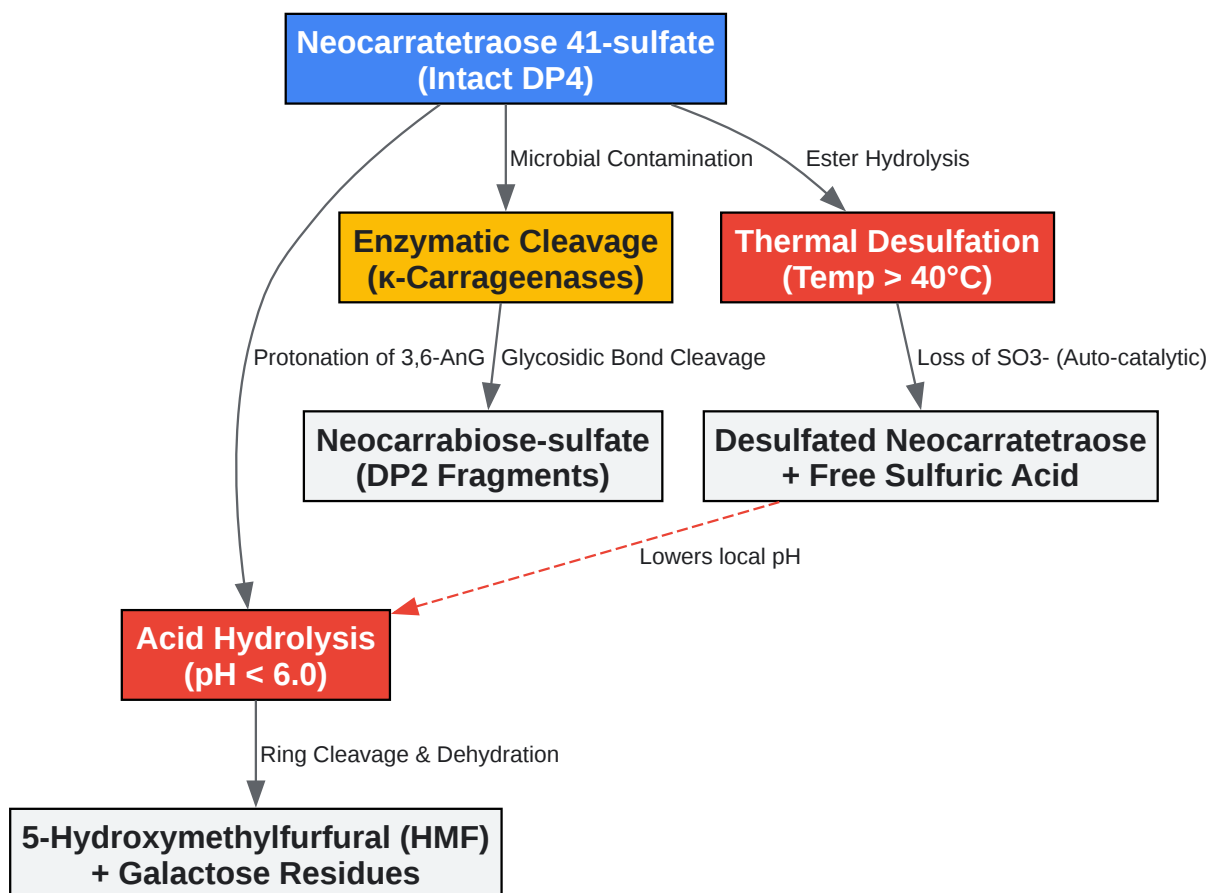 Neocarratetraose 41-sulfate
(Intact DP4)
Microbial Contamination
Ester Hydrolysis
Enzymatic Cleavage
(κ-Carrageenases)
Thermal Desulfation
(Temp > 40°C)
Protonation of 3,6-AnG
Glycosidic Bond Cleavage
Loss of SO3- (Auto-catalytic)
Neocarrabiose-sulfate
(DP2 Fragments)
Desulfated Neocarratetraose
+ Free Sulfuric Acid
Lowers local pH
Acid Hydrolysis
(pH < 6.0)
Ring Cleavage & Dehydration
5-Hydroxymethylfurfural (HMF)
+ Galactose Residues